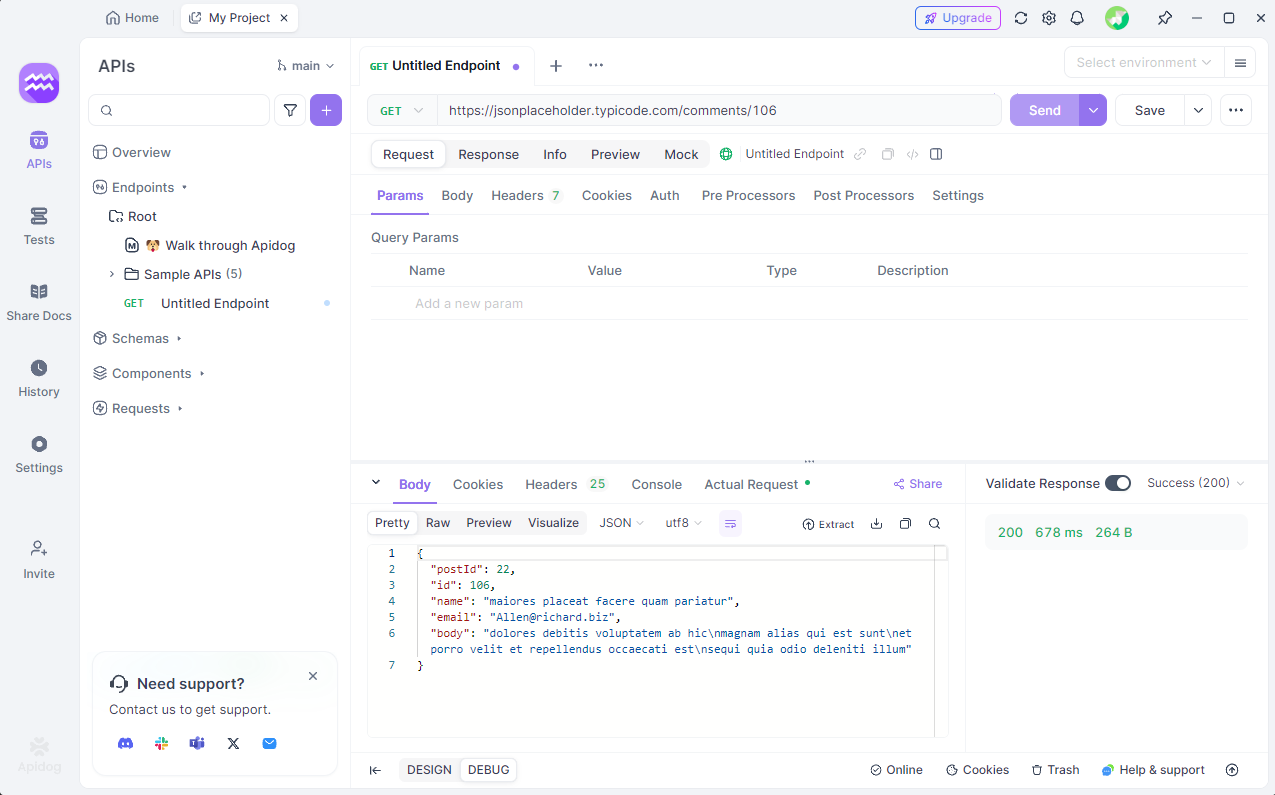 Home
My Project
Upgrade
APIs
Tests
Share Docs
History
Settings
Invite
Apidog
APIs
main
Overview
Endpoints
Root
Walk through Apidog
Sample APIs (5)
GET Untitled Endpoint
Schemas
Components
Requests
Need support?
Contact us to get support.
GET Untitled Endpoint
Select environment
GET https://jsonplaceholder.typicode.com/comments/106
Send
Save
Request Response Info Preview Mock Untitled Endpoint
Params Body Headers 7 Cookies Auth Pre Processors Post Processors Settings
Query Params
Name Value Type Description
Add a new param
Body Cookies Headers 25 Console Actual Request Share
Pretty Raw Preview Visualize JSON utf8 Extract
1 {
2 "postId": 22,
3 "id": 106,
4 "name": "maiores placeat facere quam pariatur",
5 "email": "Allen@richard.biz",
6 "body": "dolores debitis voluptatem ab hic\nmagnam alias qui est sunt\net
porro velit et repellendus occaecati est\nsequi quia odio deleniti illum"
7 }
Validate Response Success (200)
200 678 ms 264 B
DESIGN DEBUG
Online Cookies Trash Help & support